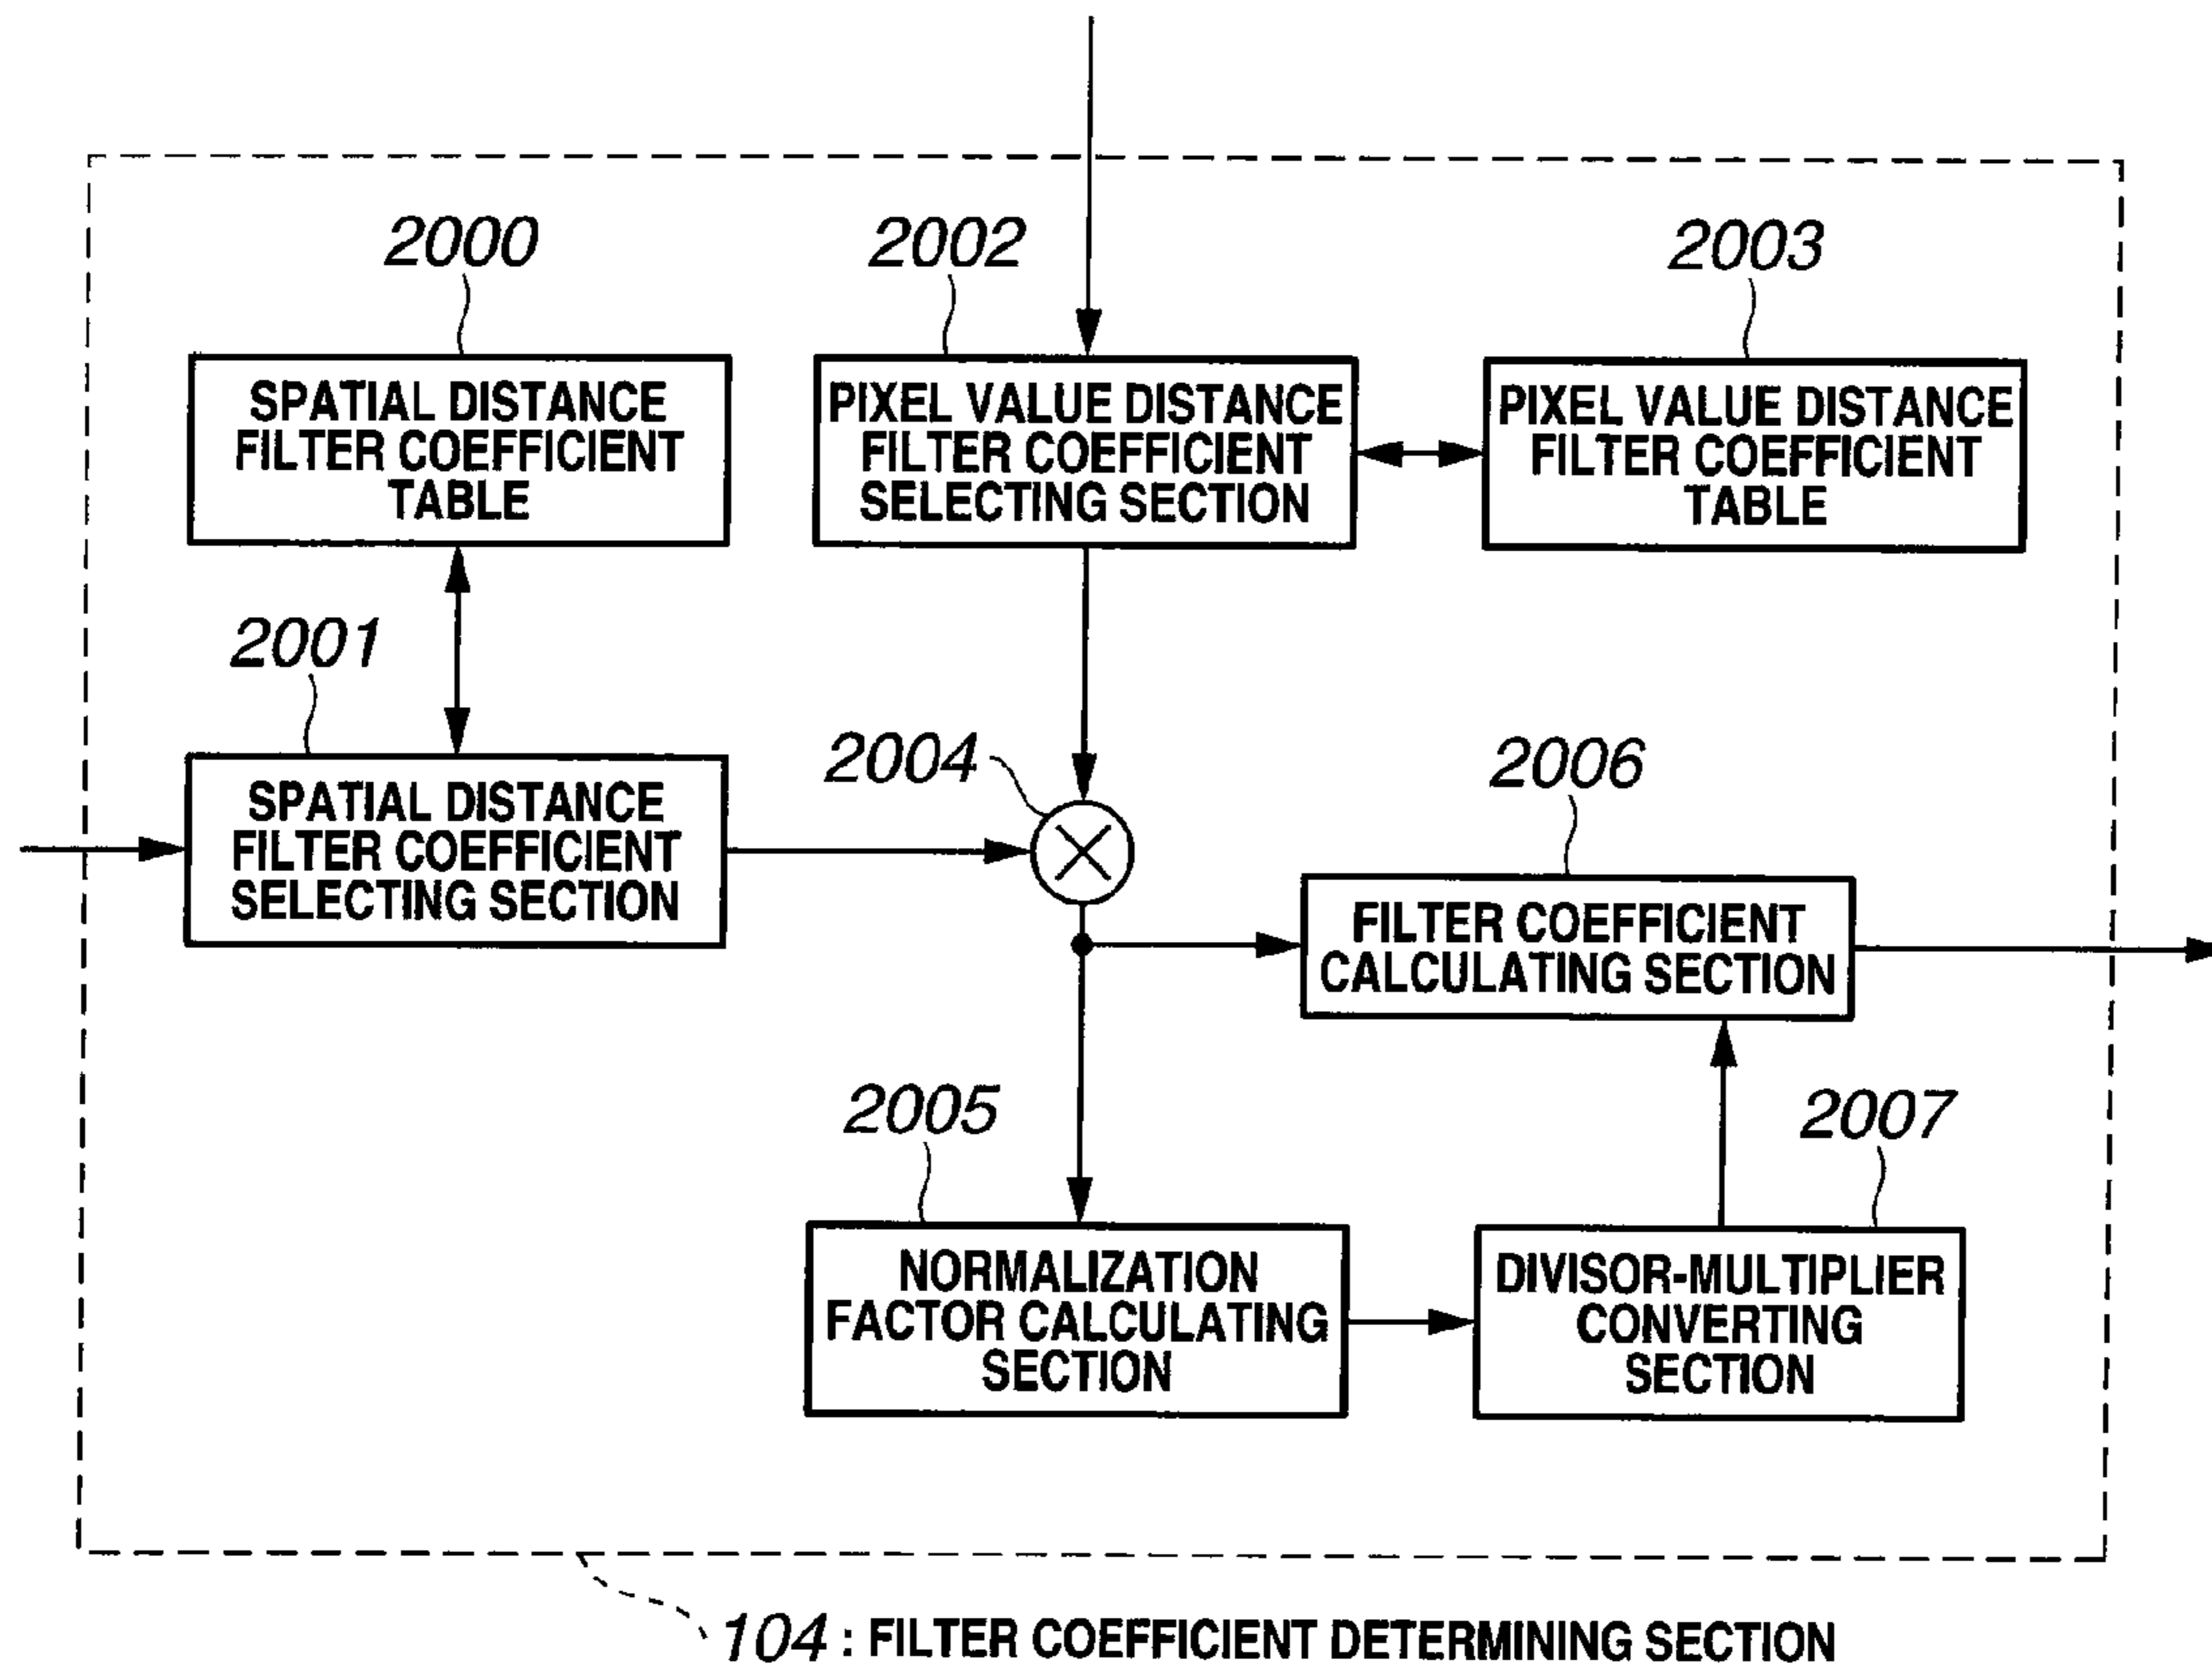 2000
2002
2003
SPATIAL DISTANCE
FILTER COEFFICIENT
TABLE
PIXEL VALUE DISTANCE
FILTER COEFFICIENT
SELECTING SECTION
PIXEL VALUE DISTANCE
FILTER COEFFICIENT
TABLE
2001
2004
2006
SPATIAL DISTANCE
FILTER COEFFICIENT
SELECTING SECTION
FILTER COEFFICIENT
CALCULATING SECTION
2005
2007
NORMALIZATION
FACTOR CALCULATING
SECTION
DIVISOR-MULTIPLIER
CONVERTING
SECTION
104 : FILTER COEFFICIENT DETERMINING SECTION